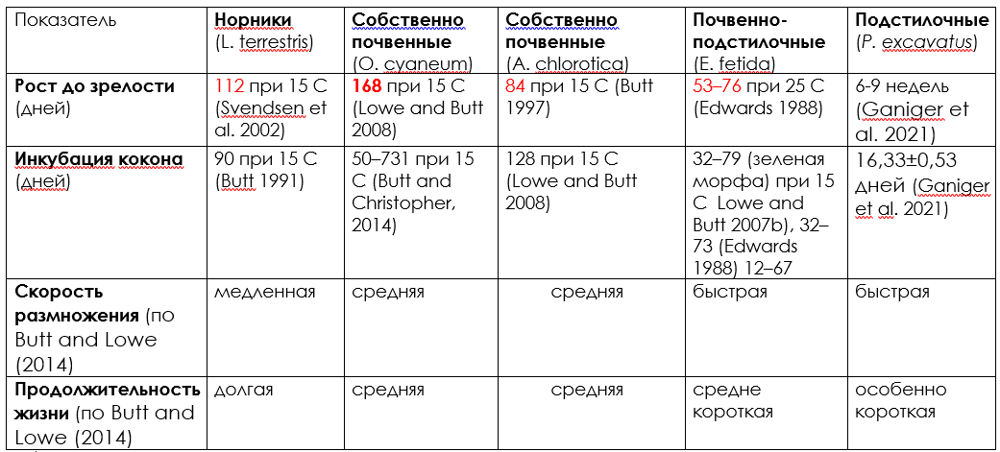 Показатель
Норники
(L. terrestris)
Собственно
почвенные
(O. cyaneum)
Собственно
почвенные
(A. chlorotica)
Почвенно-
подстилочные
(E. fetida)
Подстилочные
(P. excavatus)
Рост до зрелости
(дней)
112 при 15 C
(Svendsen et
al. 2002)
168 при 15 C
(Lowe and Butt
2008)
84 при 15 C (Butt
1997)
53–76 при 25 C
(Edwards 1988)
6-9 недель
(Ganiger et
al. 2021)
Инкубация кокона
(дней)
90 при 15 C
(Butt 1991)
50–731 при 15
C (Butt and
Christopher,
2014)
128 при 15 C
(Lowe and Butt
2008)
32–79 (зеленая
морфа) при 15
C Lowe and
Butt 2007b), 32–
73 (Edwards
1988) 12–67
16,33±0,53
дней (Ganiger
et al. 2021)
Скорость
размножения (по
Butt and Lowe
(2014)
медленная
средняя
средняя
быстрая
быстрая
Продолжительность
жизни (по Butt and
Lowe (2014)
долгая
средняя
средняя
средне
короткая
особенно
короткая